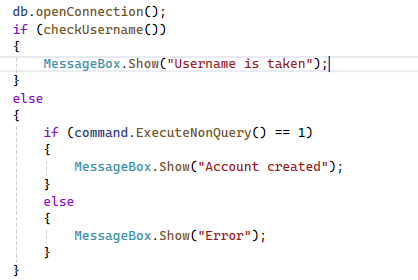 db.openConnection();
if (checkUsername())
{
    MessageBox.Show("Username is taken");
}
else
{
    if (command.ExecuteNonQuery() == 1)
    {
        MessageBox.Show("Account created");
    }
    else
    {
        MessageBox.Show("Error");
    }
}